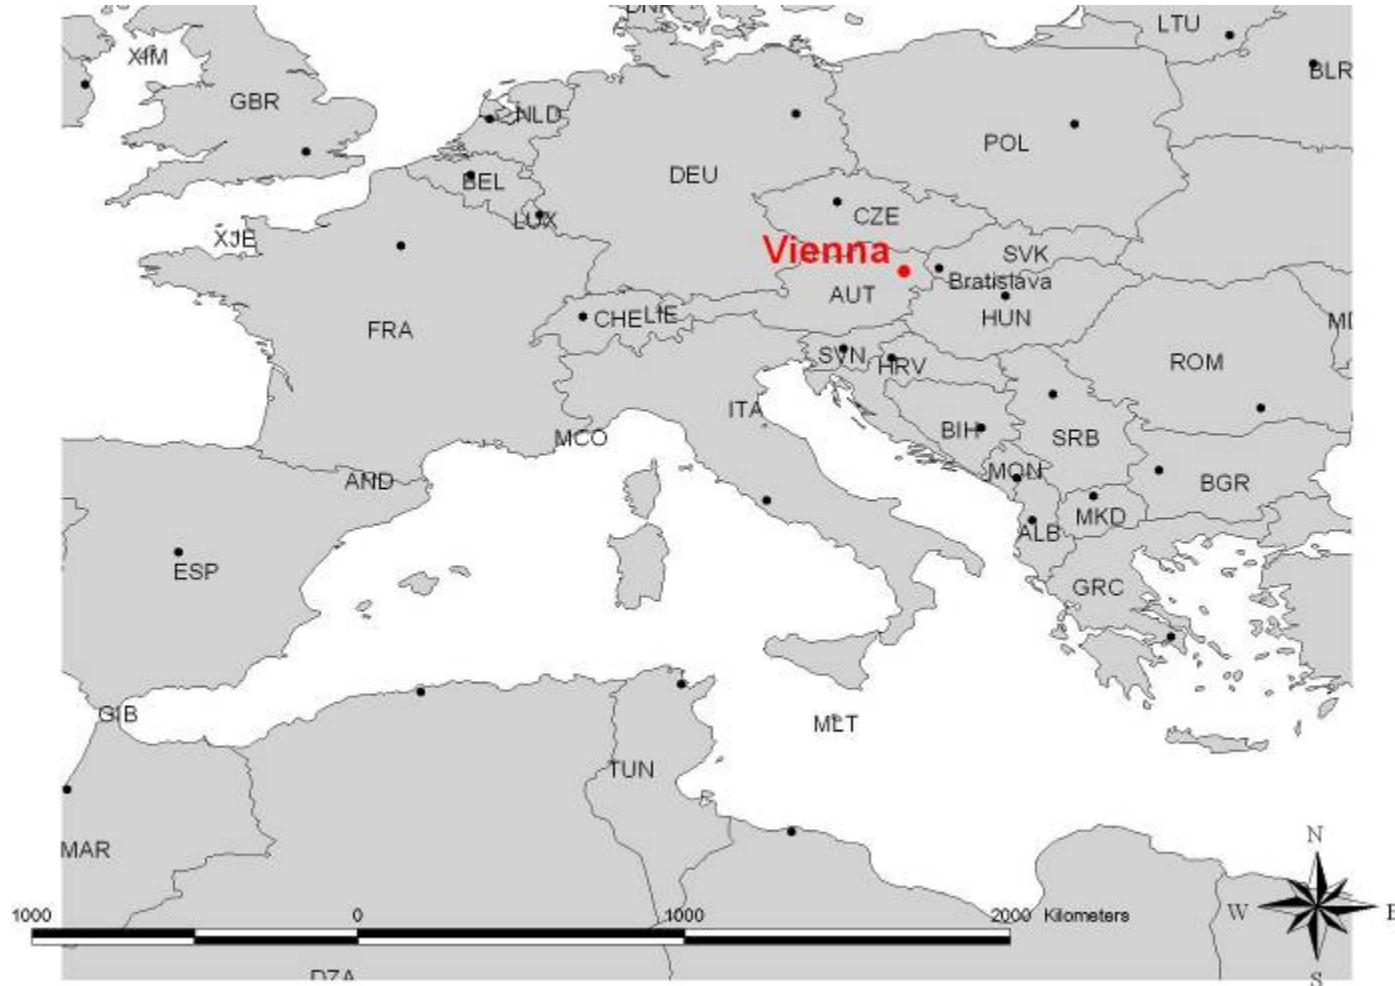 DNK
LTU
XIM
BLR
GBR
NLD
POL
DEU
BEL
CZE
LUX
XJE
Vienna
SVK
Bratislava
AUT
HUN
CHE
LIE
FRA
SVN
HRV
ROM
ITA
MCO
BIH
SRB
AND
MON
BGR
MKD
ALB
ESP
GRC
GIB
MLT
TUN
MAR
N
W
E
S
1000 0 1000 2000 Kilometers
DZA